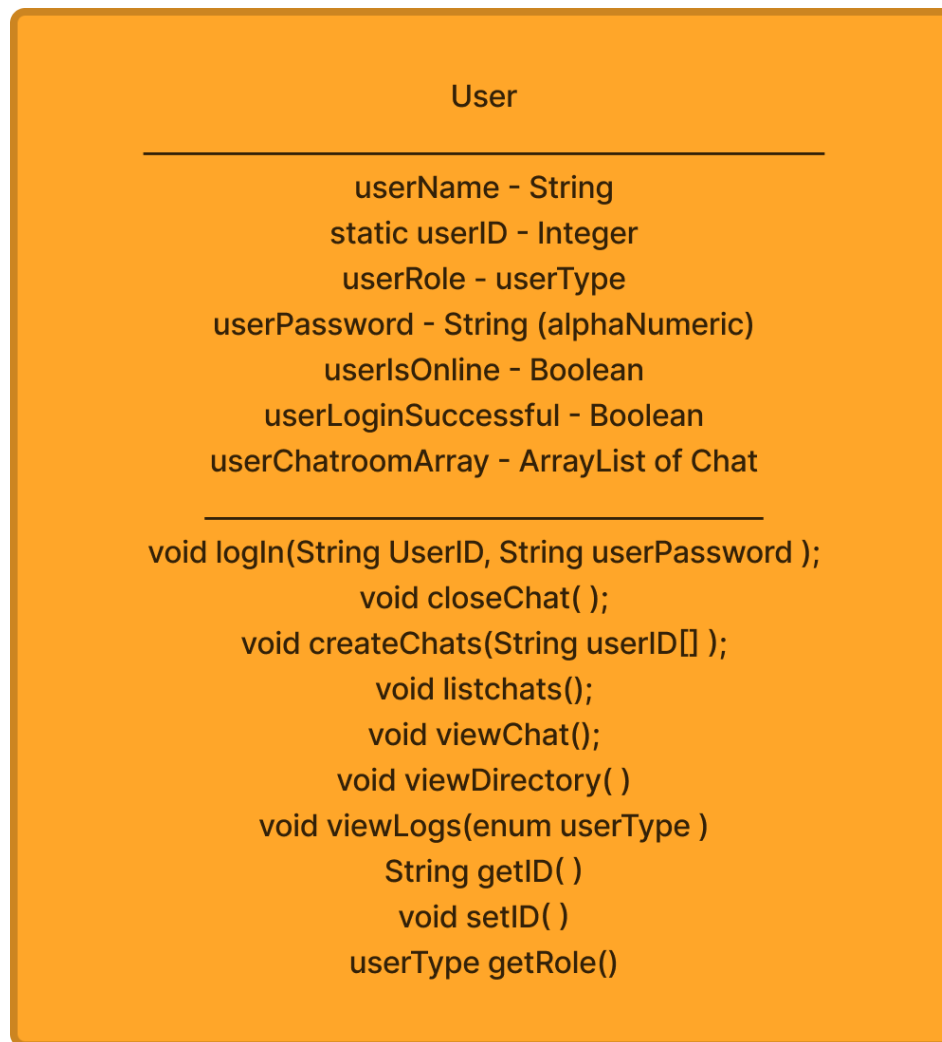 User
userName - String
static userID - Integer
userRole - userType
userPassword - String (alphaNumeric)
userIsOnline - Boolean
userLoginSuccessful - Boolean
userChatroomArray - ArrayList of Chat
void logIn(String UserID, String userPassword );
void closeChat( );
void createChats(String userID[] );
void listchats();
void viewChat();
void viewDirectory( )
void viewLogs(enum userType )
String getID( )
void setID( )
userType getRole()